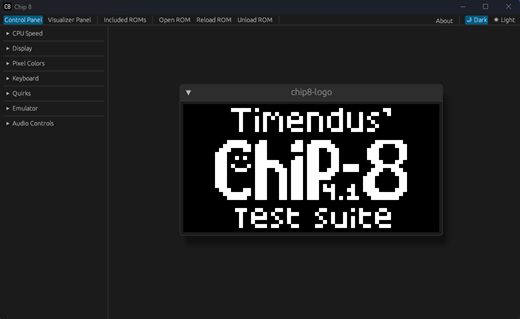 CB Chip 8
Control Panel Visualizer Panel Included ROMs Open ROM Reload ROM Unload ROM About Dark Light
CPU Speed
Display
Pixel Colors
Keyboard
Quirks
Emulator
Audio Controls
chip8-logo
Timendus'
Chip-8
4.1
Test suite